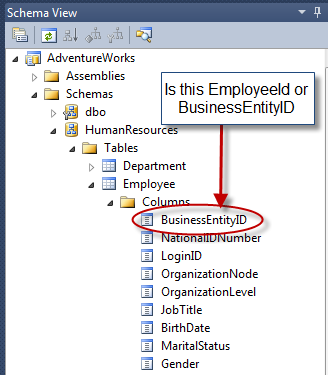 Schema View
AdventureWorks
Assemblies
Schemas
dbo
HumanResources
Tables
Department
Employee
Columns
BusinessEntityID
NationalIDNumber
LoginID
OrganizationNode
OrganizationLevel
JobTitle
BirthDate
MaritalStatus
Gender
Is this EmployeeId or
BusinessEntityID